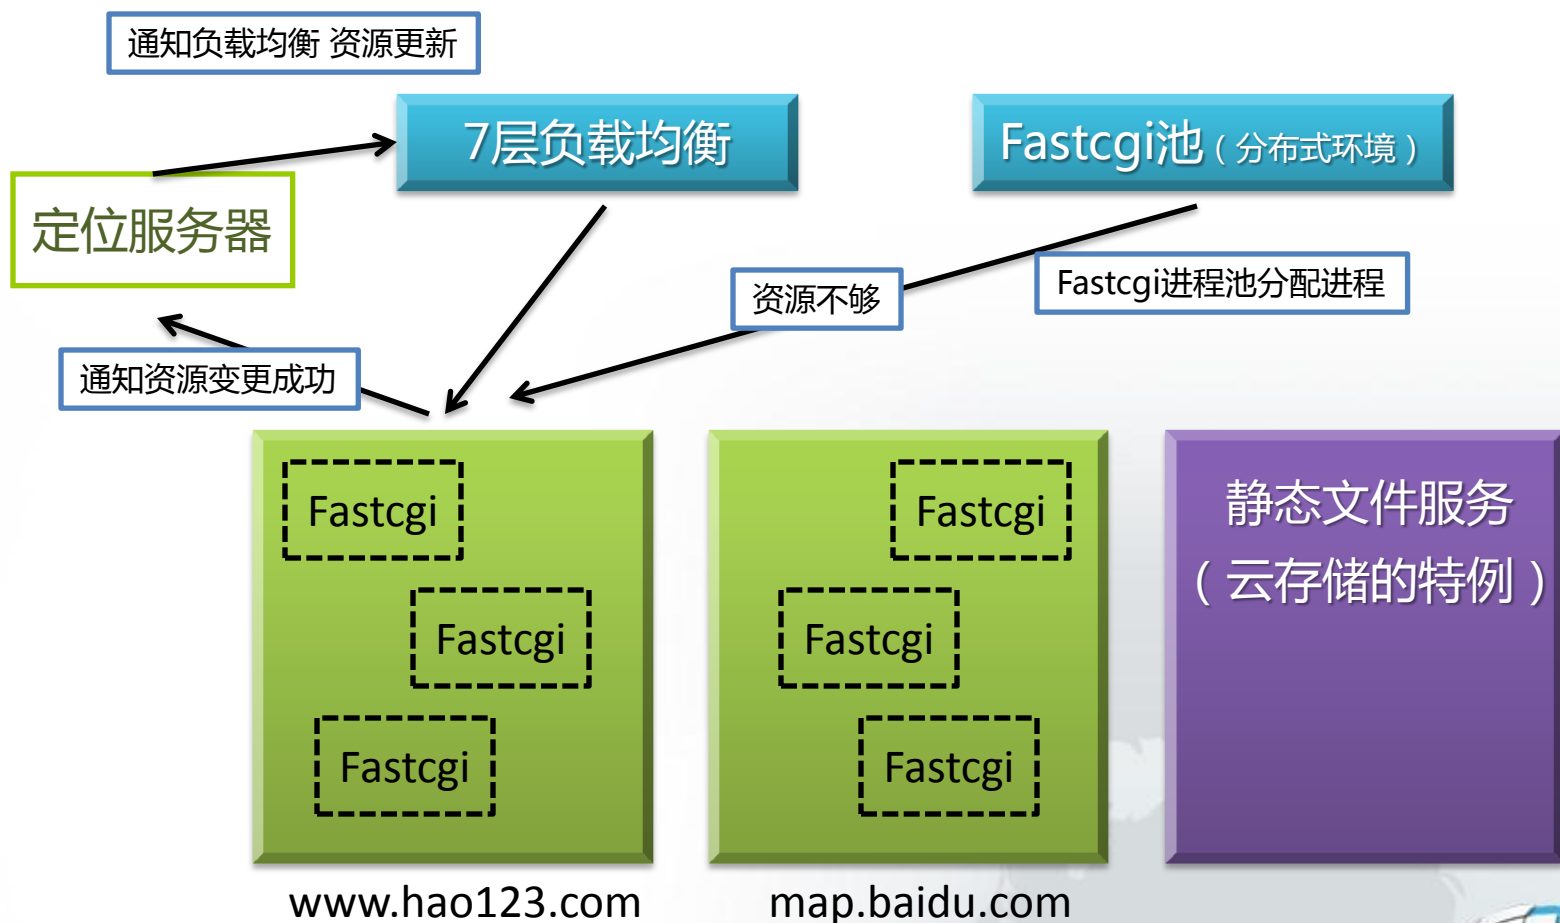 通知负载均衡 资源更新
7层负载均衡
Fastcgi池（分布式环境）
定位服务器
资源不够
Fastcgi进程池分配进程
通知资源变更成功
Fastcgi
Fastcgi
Fastcgi
www.hao123.com
Fastcgi
Fastcgi
Fastcgi
map.baidu.com
静态文件服务
（云存储的特例）